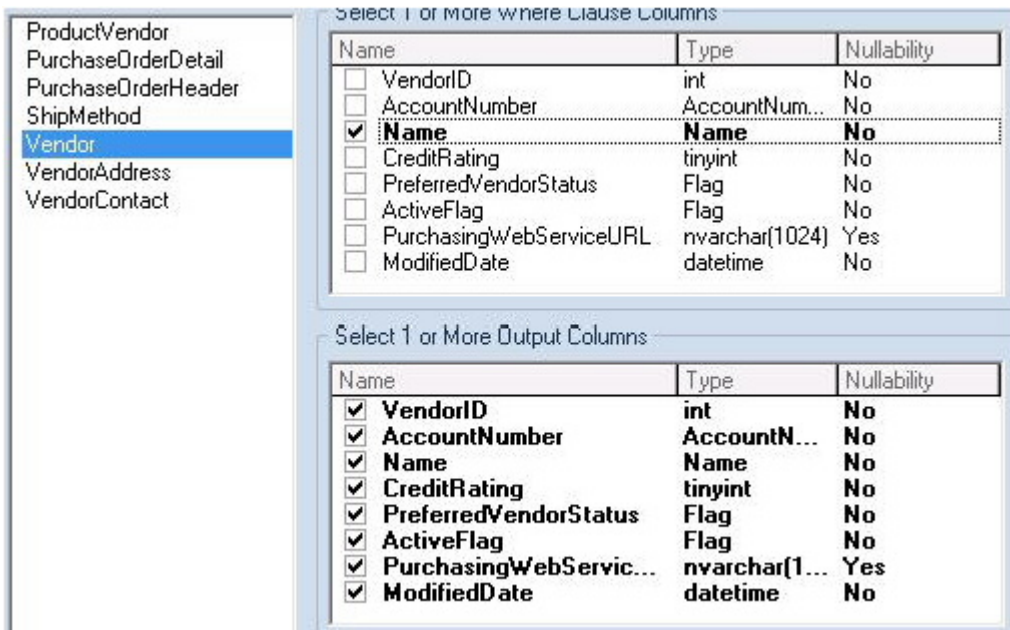 ProductVendor
PurchaseOrderDetail
PurchaseOrderHeader
ShipMethod
Vendor
VendorAddress
VendorContact
Select 1 or More Where Clause Columns
Name Type Nullability
VendorID int No
AccountNumber AccountNum... No
Name Name No
CreditRating tinyint No
PreferredVendorStatus Flag No
ActiveFlag Flag No
PurchasingWebServiceURL nvarchar(1024) Yes
ModifiedDate datetime No
Select 1 or More Output Columns
Name Type Nullability
VendorID int No
AccountNumber AccountN... No
Name Name No
CreditRating tinyint No
PreferredVendorStatus Flag No
ActiveFlag Flag No
PurchasingWebServic... nvarchar(1... Yes
ModifiedDate datetime No